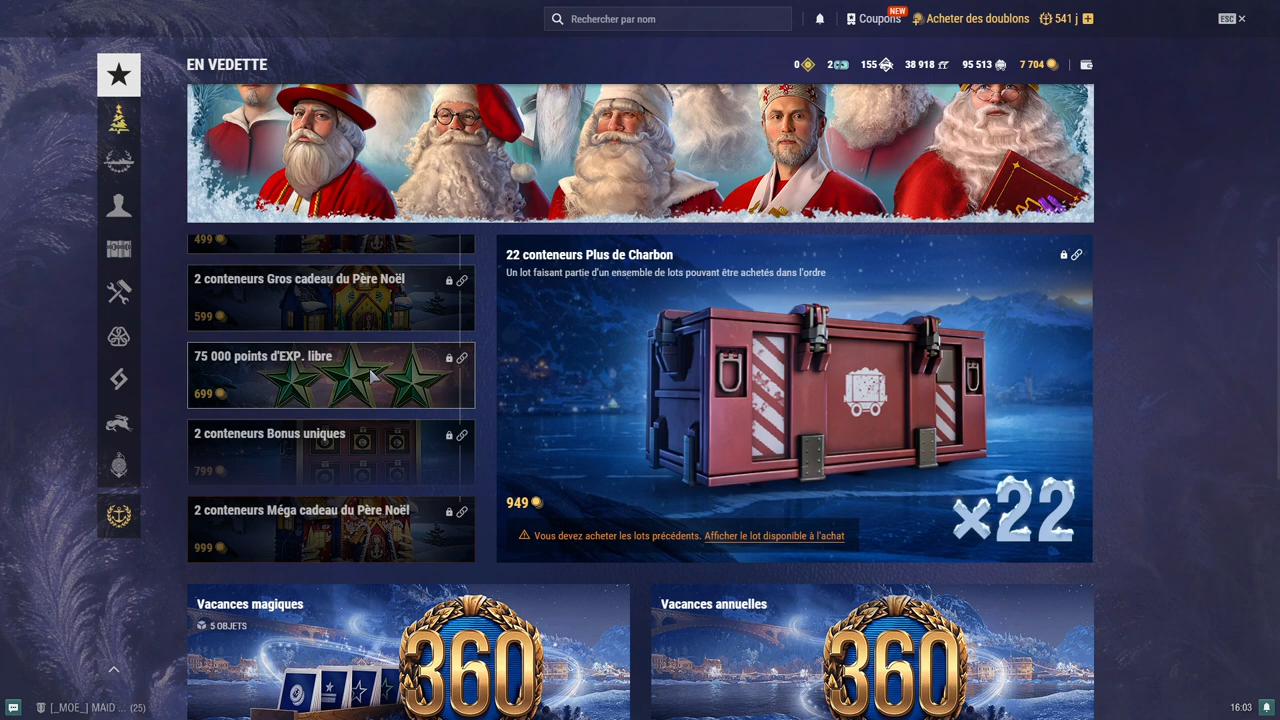 Rechercher par nom
Coupons
NEW
Acheter des doublons
541 j
ESC
EN VEDETTE
0
2
155
38 918
95 513
7 704
499
2 conteneurs Gros cadeau du Père Noël
599
75 000 points d'EXP. libre
699
2 conteneurs Bonus uniques
799
2 conteneurs Méga cadeau du Père Noël
999
22 conteneurs Plus de Charbon
Un lot faisant partie d'un ensemble de lots pouvant être achetés dans l'ordre
×22
949
Vous devez acheter les lots précédents. Afficher le lot disponible à l'achat
Vacances magiques
5 OBJETS
360
Vacances annuelles
360
[_MOE_] MAID ... (25)
16:03